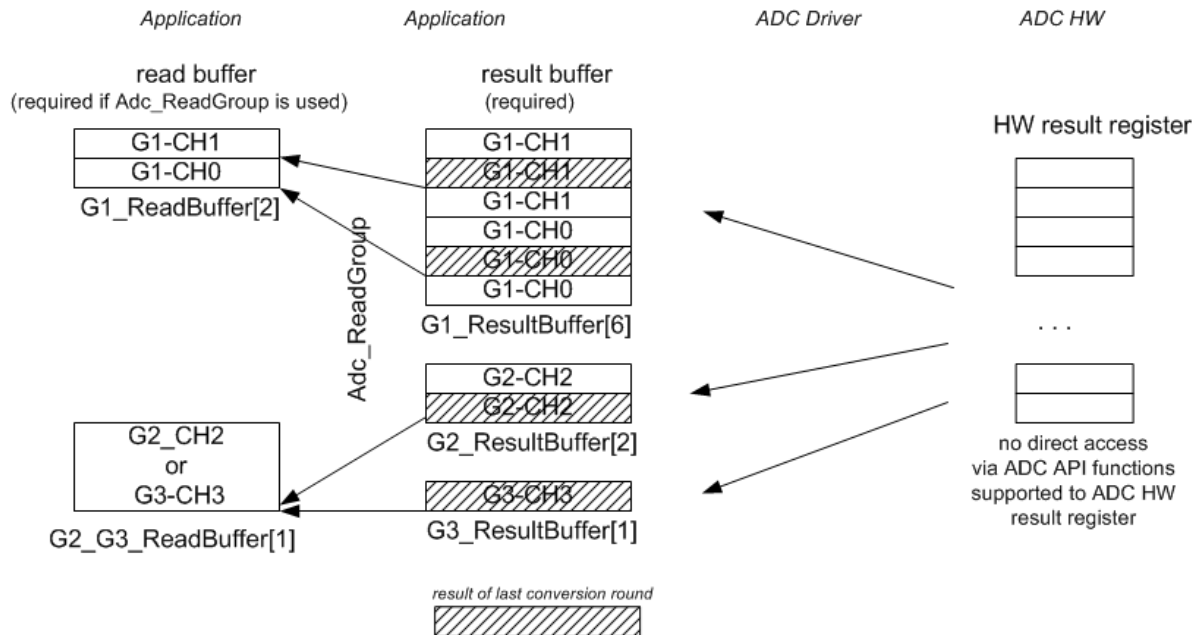 Application
Application
ADC Driver
ADC HW
read buffer
(required if Adc_ReadGroup is used)
G1-CH1
G1-CH0
G1_ReadBuffer[2]
Adc_ReadGroup
G2_CH2
or
G3-CH3
G2_G3_ReadBuffer[1]
result buffer
(required)
G1-CH1
G1-CH1
G1-CH1
G1-CH0
G1-CH0
G1-CH0
G1_ResultBuffer[6]
G2-CH2
G2-CH2
G2_ResultBuffer[2]
G3-CH3
G3_ResultBuffer[1]
HW result register
. . .
no direct access
via ADC API functions
supported to ADC HW
result register
result of last conversion round